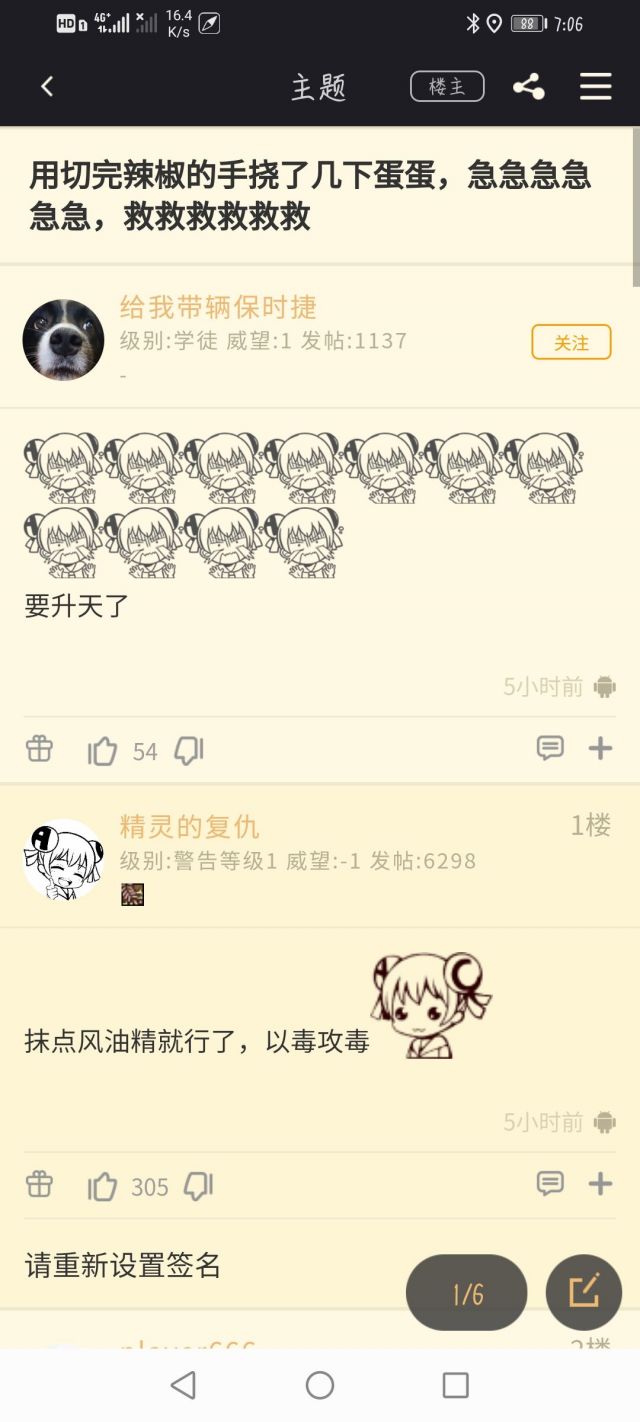 HD 1 4G+ 16.4 K/s 88 7:06
主题 楼主
用切完辣椒的手挠了几下蛋蛋，急急急急
急急，救救救救救救
给我带辆保时捷
级别:学徒 威望:1 发帖:1137
关注
-
要升天了
5小时前
54
精灵的复仇 1楼
级别:警告等级1 威望:-1 发帖:6298
抹点风油精就行了，以毒攻毒
5小时前
305
请重新设置签名
1/6